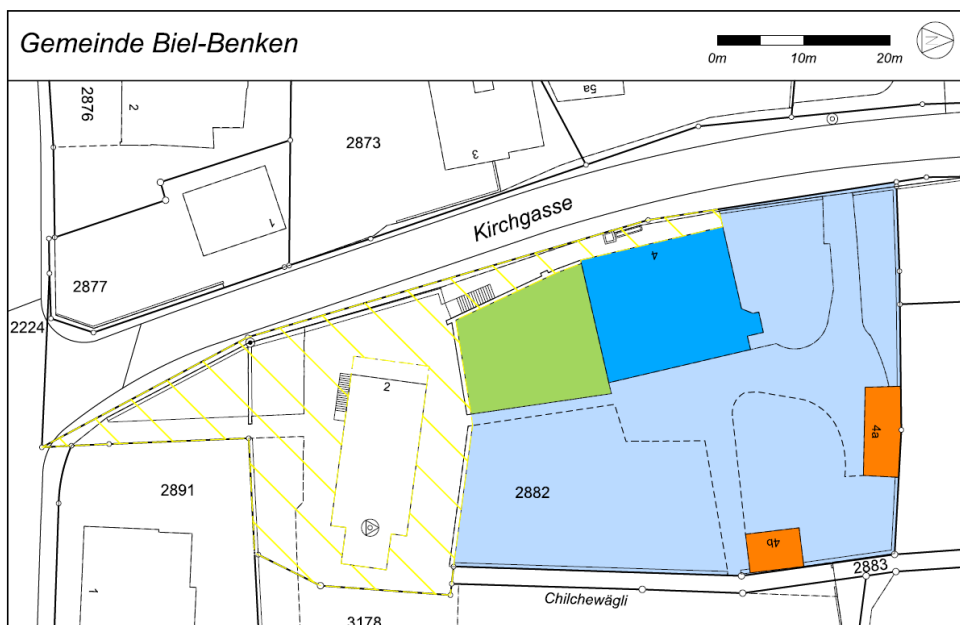 Gemeinde Biel-Benken
0m 10m 20m
N
2876
2
5a
2873
3
1
Kirchgasse
2877
4
2224
2
4a
2891
2882
4b
2883
1
Chilchewägli
3178